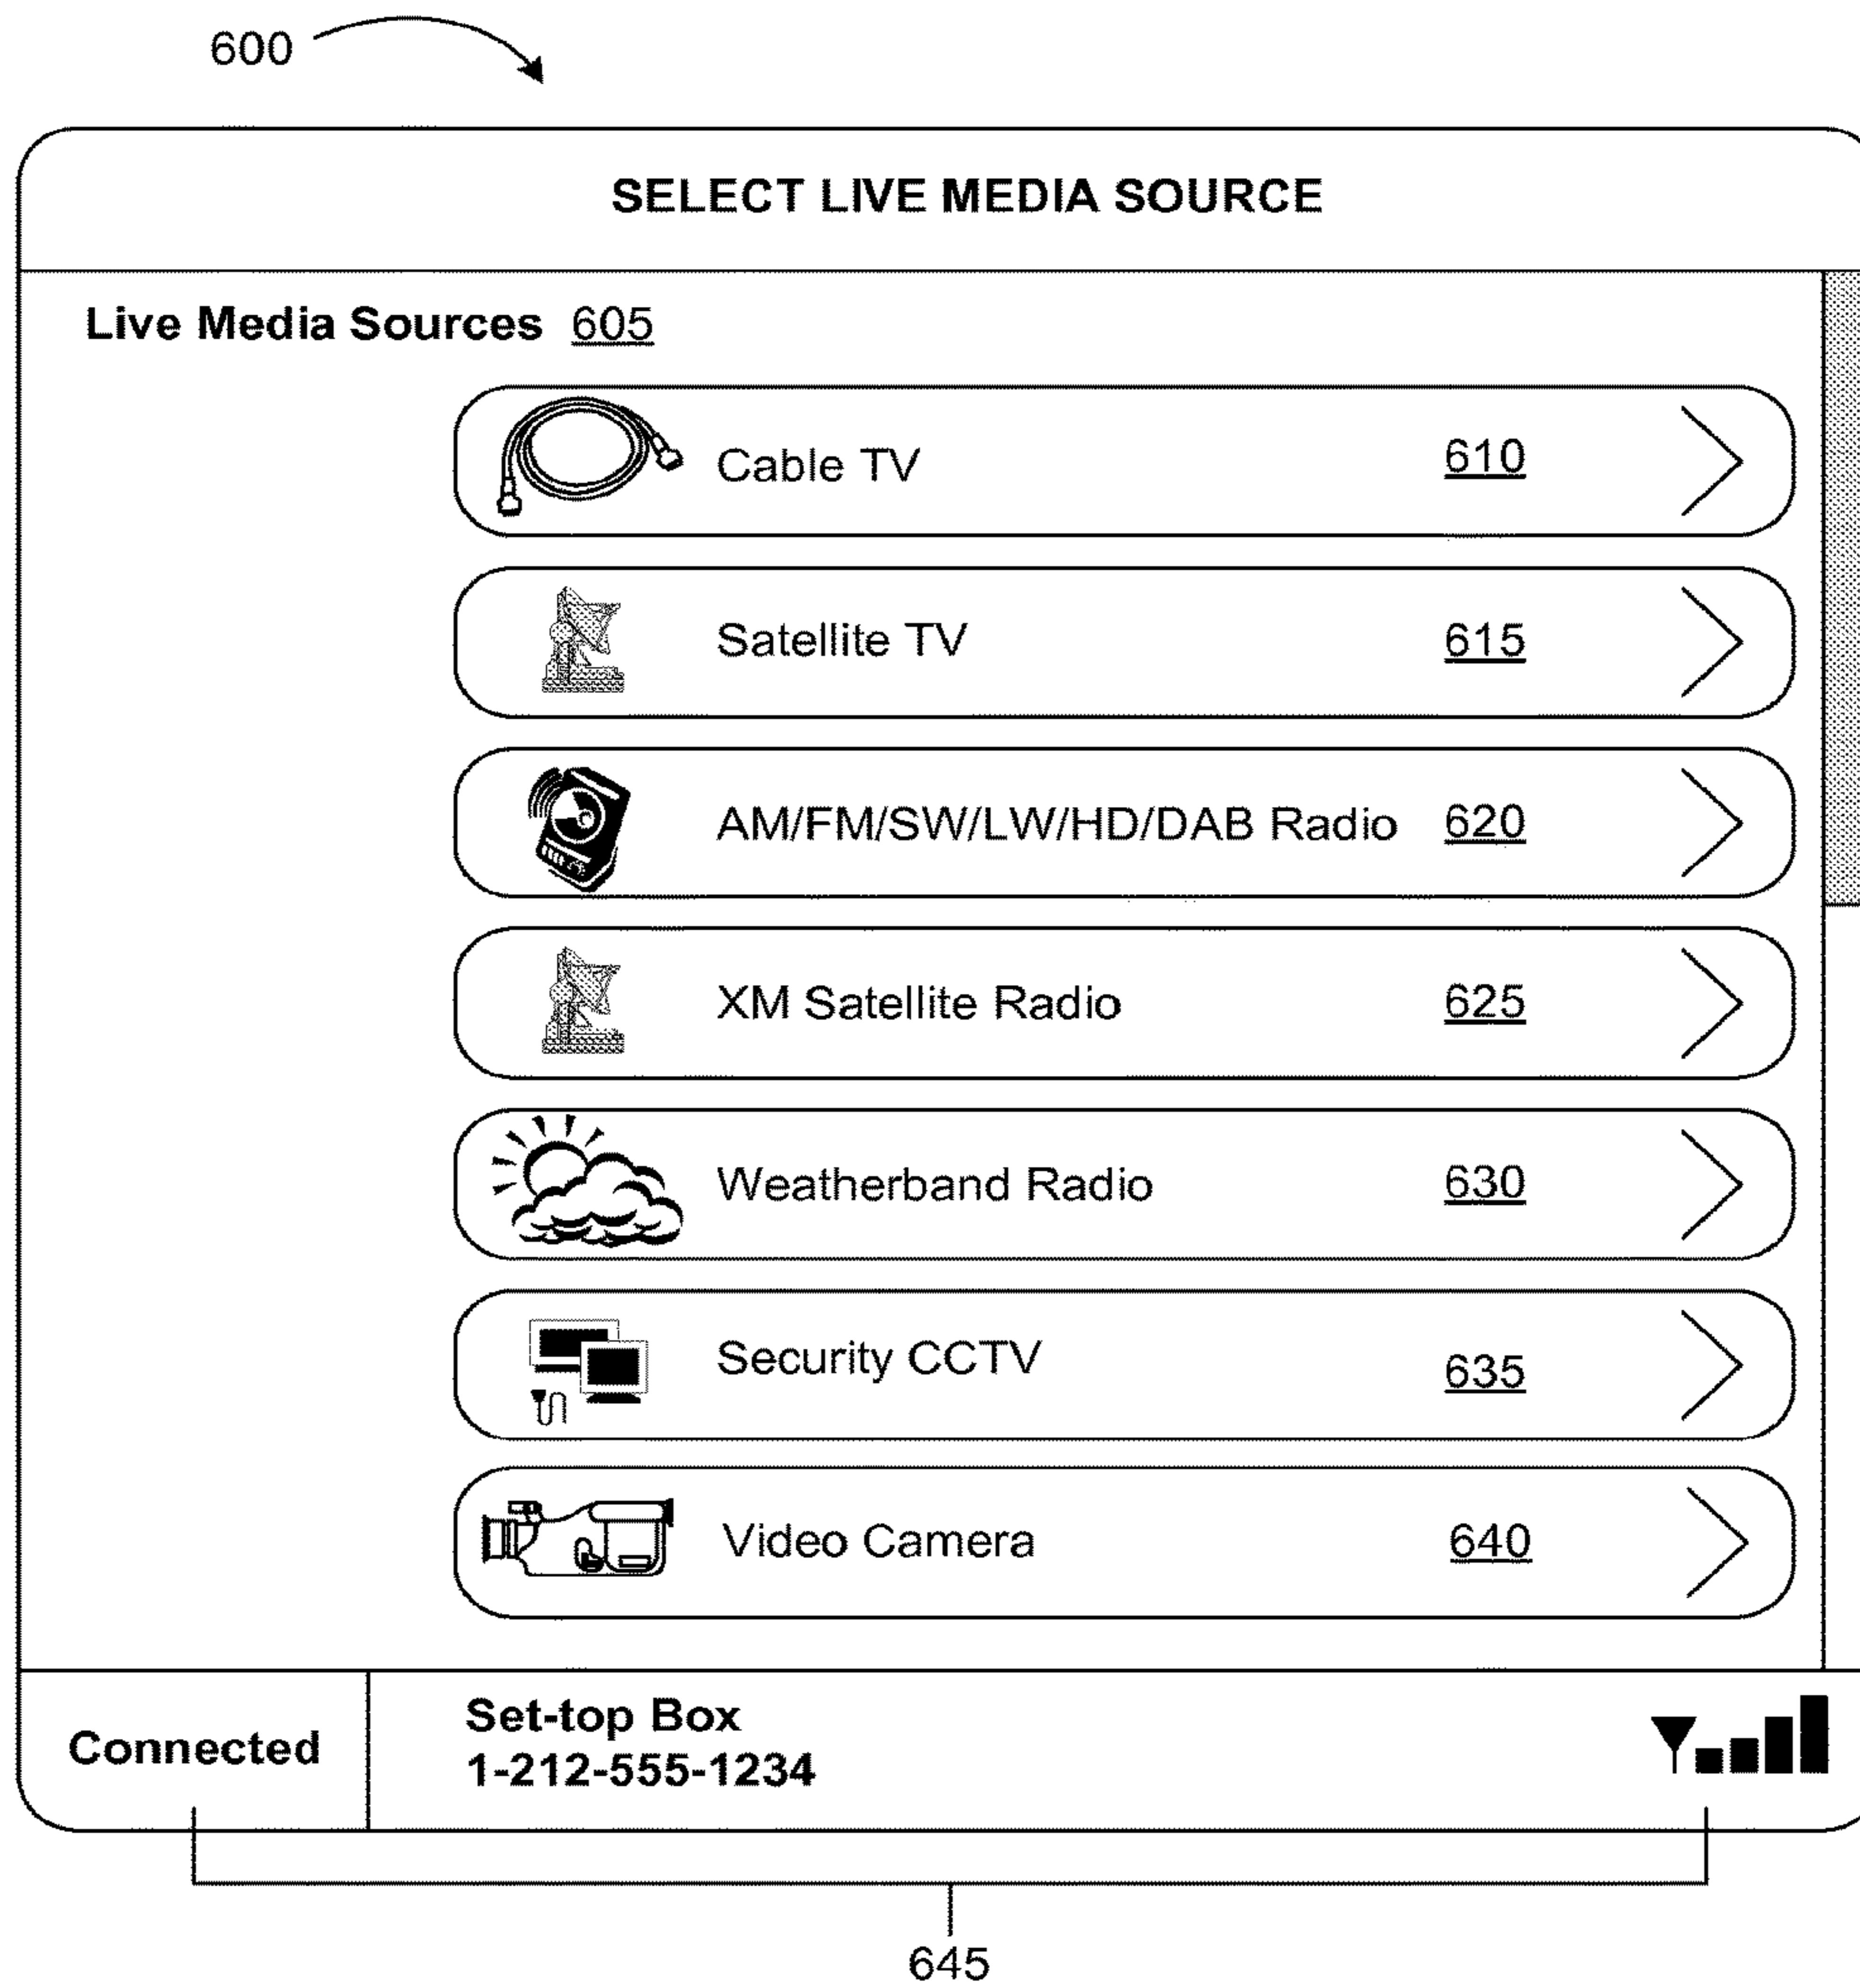 600
SELECT LIVE MEDIA SOURCE
Live Media Sources 605
Cable TV 610
Satellite TV 615
AM/FM/SW/LW/HD/DAB Radio 620
XM Satellite Radio 625
Weatherband Radio 630
Security CCTV 635
Video Camera 640
Connected
Set-top Box
1-212-555-1234
645